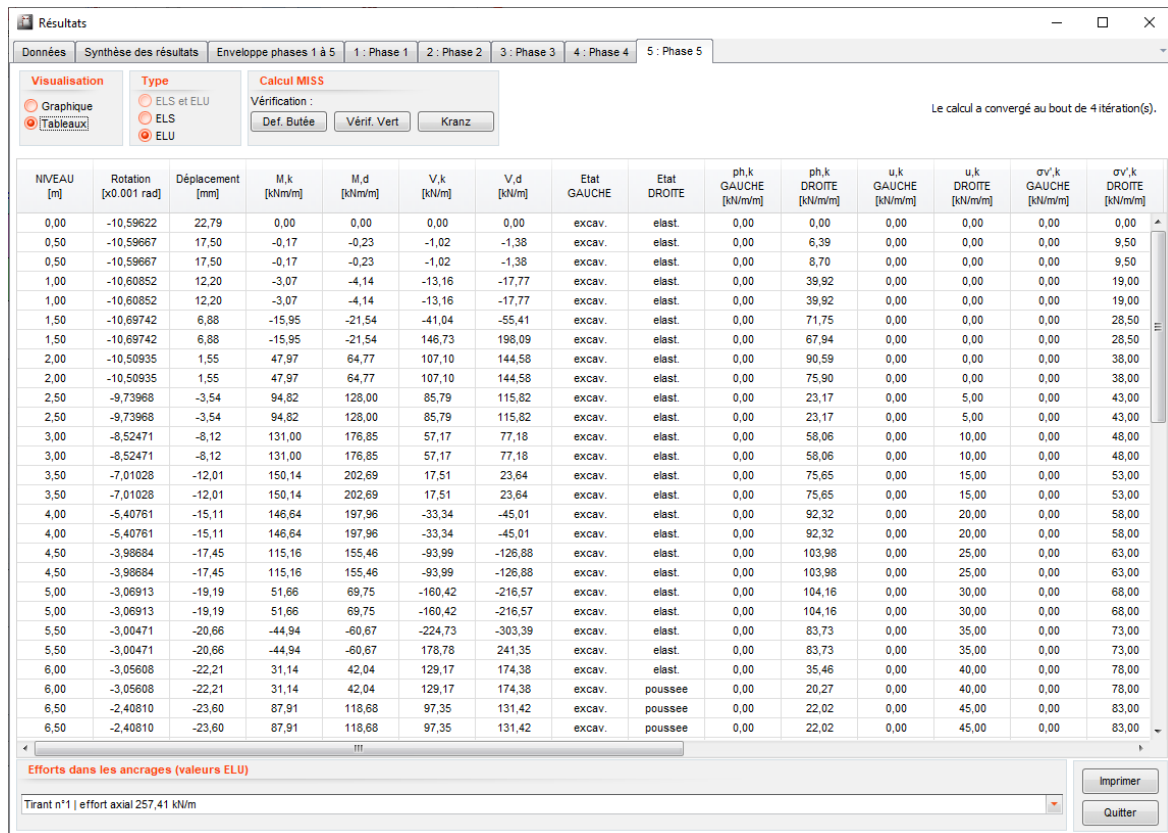 Résultats
Données Synthèse des résultats Enveloppe phases 1 à 5 1 : Phase 1 2 : Phase 2 3 : Phase 3 4 : Phase 4 5 : Phase 5
Visualisation Type Calcul MISS
Graphique ELS et ELU Vérification :
Tableaux ELS Def. Butée Vérif. Vert Kranz
ELU
Le calcul a convergé au bout de 4 itération(s).
NIVEAU [m] Rotation [x0.001 rad] Déplacement [mm] M,k [kNm/m] M,d [kNm/m] V,k [kN/m] V,d [kN/m] Etat GAUCHE Etat DROITE ph,k GAUCHE [kN/m/m] ph,k DROITE [kN/m/m] u,k GAUCHE [kN/m/m] u,k DROITE [kN/m/m] σv',k GAUCHE [kN/m/m] σv',k DROITE [kN/m/m]
0,00 -10,59622 22,79 0,00 0,00 0,00 0,00 excav. elast. 0,00 0,00 0,00 0,00 0,00 0,00
0,50 -10,59667 17,50 -0,17 -0,23 -1,02 -1,38 excav. elast. 0,00 6,39 0,00 0,00 0,00 9,50
0,50 -10,59667 17,50 -0,17 -0,23 -1,02 -1,38 excav. elast. 0,00 8,70 0,00 0,00 0,00 9,50
1,00 -10,60852 12,20 -3,07 -4,14 -13,16 -17,77 excav. elast. 0,00 39,92 0,00 0,00 0,00 19,00
1,00 -10,60852 12,20 -3,07 -4,14 -13,16 -17,77 excav. elast. 0,00 39,92 0,00 0,00 0,00 19,00
1,50 -10,69742 6,88 -15,95 -21,54 -41,04 -55,41 excav. elast. 0,00 71,75 0,00 0,00 0,00 28,50
1,50 -10,69742 6,88 -15,95 -21,54 146,73 198,09 excav. elast. 0,00 67,94 0,00 0,00 0,00 28,50
2,00 -10,50935 1,55 47,97 64,77 107,10 144,58 excav. elast. 0,00 90,59 0,00 0,00 0,00 38,00
2,00 -10,50935 1,55 47,97 64,77 107,10 144,58 excav. elast. 0,00 75,90 0,00 0,00 0,00 38,00
2,50 -9,73968 -3,54 94,82 128,00 85,79 115,82 excav. elast. 0,00 23,17 0,00 5,00 0,00 43,00
2,50 -9,73968 -3,54 94,82 128,00 85,79 115,82 excav. elast. 0,00 23,17 0,00 5,00 0,00 43,00
3,00 -8,52471 -8,12 131,00 176,85 57,17 77,18 excav. elast. 0,00 58,06 0,00 10,00 0,00 48,00
3,00 -8,52471 -8,12 131,00 176,85 57,17 77,18 excav. elast. 0,00 58,06 0,00 10,00 0,00 48,00
3,50 -7,01028 -12,01 150,14 202,69 17,51 23,64 excav. elast. 0,00 75,65 0,00 15,00 0,00 53,00
3,50 -7,01028 -12,01 150,14 202,69 17,51 23,64 excav. elast. 0,00 75,65 0,00 15,00 0,00 53,00
4,00 -5,40761 -15,11 146,64 197,96 -33,34 -45,01 excav. elast. 0,00 92,32 0,00 20,00 0,00 58,00
4,00 -5,40761 -15,11 146,64 197,96 -33,34 -45,01 excav. elast. 0,00 92,32 0,00 20,00 0,00 58,00
4,50 -3,98684 -17,45 115,16 155,46 -93,99 -126,88 excav. elast. 0,00 103,98 0,00 25,00 0,00 63,00
4,50 -3,98684 -17,45 115,16 155,46 -93,99 -126,88 excav. elast. 0,00 103,98 0,00 25,00 0,00 63,00
5,00 -3,06913 -19,19 51,66 69,75 -160,42 -216,57 excav. elast. 0,00 104,16 0,00 30,00 0,00 68,00
5,00 -3,06913 -19,19 51,66 69,75 -160,42 -216,57 excav. elast. 0,00 104,16 0,00 30,00 0,00 68,00
5,50 -3,00471 -20,66 -44,94 -60,67 -224,73 -303,39 excav. elast. 0,00 83,73 0,00 35,00 0,00 73,00
5,50 -3,00471 -20,66 -44,94 -60,67 178,78 241,35 excav. elast. 0,00 83,73 0,00 35,00 0,00 73,00
6,00 -3,05608 -22,21 31,14 42,04 129,17 174,38 excav. elast. 0,00 35,46 0,00 40,00 0,00 78,00
6,00 -3,05608 -22,21 31,14 42,04 129,17 174,38 excav. poussee 0,00 20,27 0,00 40,00 0,00 78,00
6,50 -2,40810 -23,60 87,91 118,68 97,35 131,42 excav. poussee 0,00 22,02 0,00 45,00 0,00 83,00
6,50 -2,40810 -23,60 87,91 118,68 97,35 131,42 excav. poussee 0,00 22,02 0,00 45,00 0,00 83,00
Efforts dans les ancrages (valeurs ELU)
Tirant n°1 | effort axial 257,41 kN/m
Imprimer
Quitter